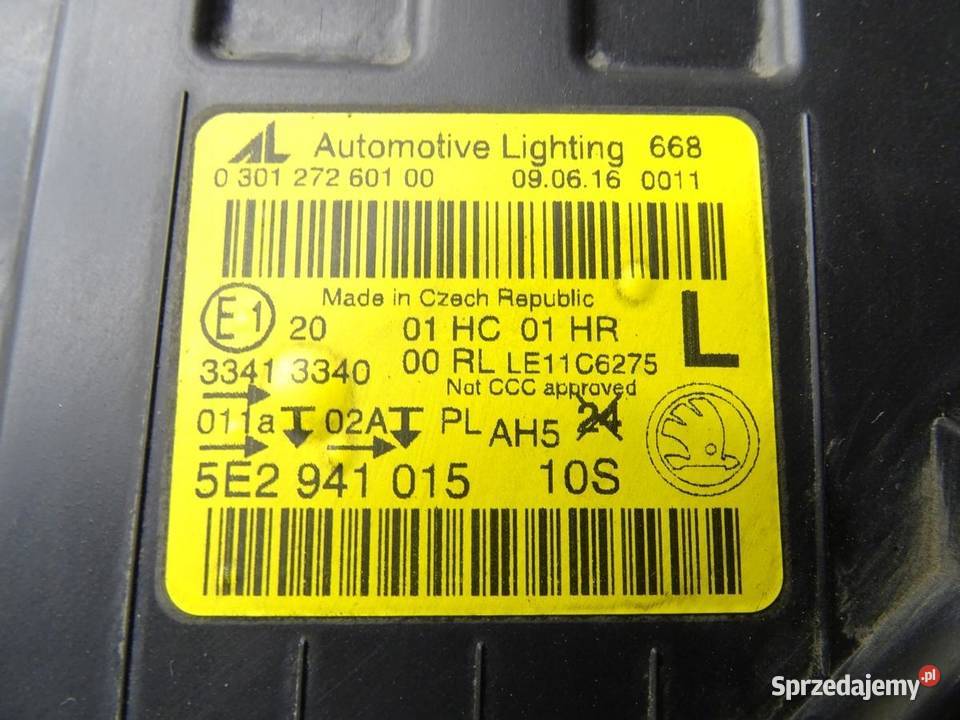 AL Automotive Lighting 668
0 301 272 601 00 09.06.16 0011
Made in Czech Republic
E1 20 01 HC 01 HR L
3341 3340 00 RL LE11C6275
Not CCC approved
011a 02A PL AH5 24
5E2 941 015 10S
Sprzedajemy.pl